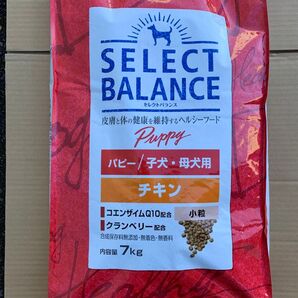 SELECT
BALANCE
セレクトバランス
皮膚と体の健康を維持するヘルシーフード
Puppy
パピー/子犬・母犬用
チキン
コエンザイムQ10配合
小粒
クランベリー配合
合成保存料無添加・無着色・無香料
内容量 7kg